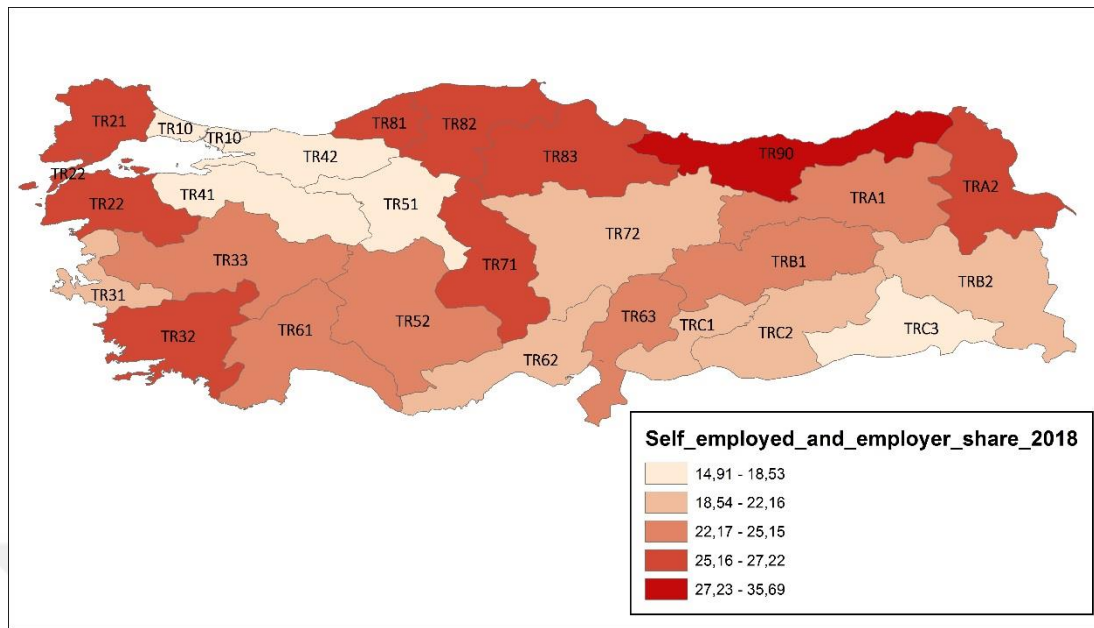 TR21
TR10
TR10
TR81
TR82
TR83
TR90
TR42
TR22
TR22
TR41
TR51
TRA1
TRA2
TR72
TR33
TR71
TRB1
TRB2
TR31
TR32
TR61
TR52
TR63
TRC1
TRC2
TRC3
TR62
Self_employed_and_employer_share_2018
14,91 - 18,53
18,54 - 22,16
22,17 - 25,15
25,16 - 27,22
27,23 - 35,69